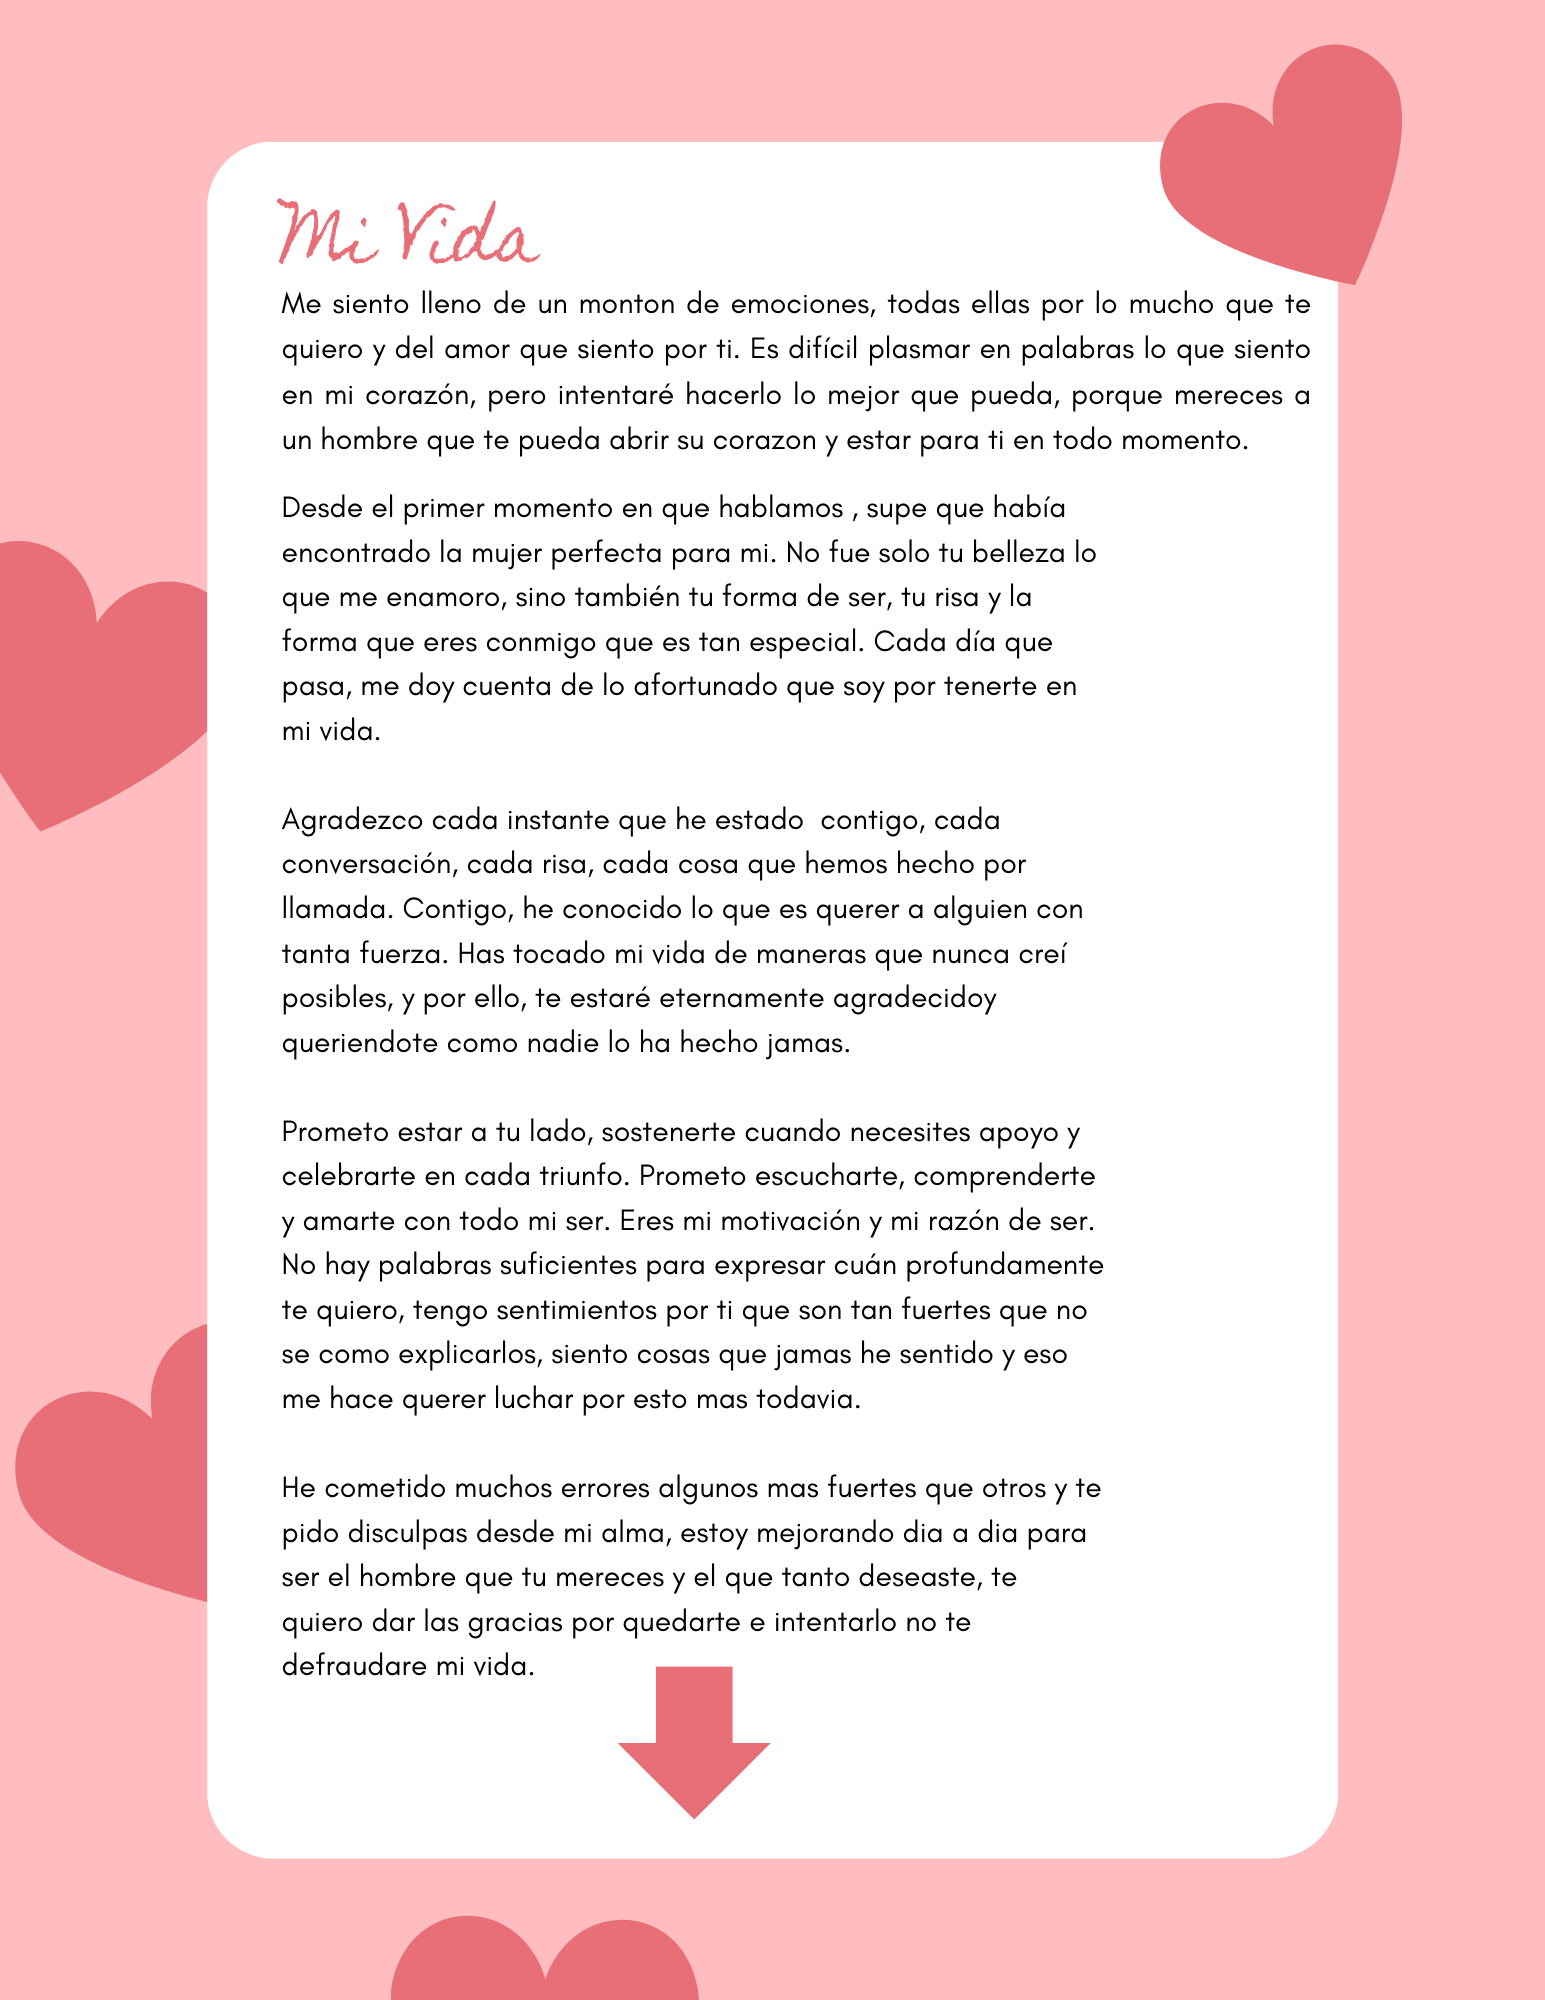 Mi Vida
Me siento lleno de un monton de emociones, todas ellas por lo mucho que te
quiero y del amor que siento por ti. Es difícil plasmar en palabras lo que siento
en mi corazón, pero intentaré hacerlo lo mejor que pueda, porque mereces a
un hombre que te pueda abrir su corazon y estar para ti en todo momento.
Desde el primer momento en que hablamos , supe que había
encontrado la mujer perfecta para mi. No fue solo tu belleza lo
que me enamoro, sino también tu forma de ser, tu risa y la
forma que eres conmigo que es tan especial. Cada día que
pasa, me doy cuenta de lo afortunado que soy por tenerte en
mi vida.
Agradezco cada instante que he estado  contigo, cada
conversación, cada risa, cada cosa que hemos hecho por
llamada. Contigo, he conocido lo que es querer a alguien con
tanta fuerza. Has tocado mi vida de maneras que nunca creí
posibles, y por ello, te estaré eternamente agradecidoy
queriendote como nadie lo ha hecho jamas.
Prometo estar a tu lado, sostenerte cuando necesites apoyo y
celebrarte en cada triunfo. Prometo escucharte, comprenderte
y amarte con todo mi ser. Eres mi motivación y mi razón de ser.
No hay palabras suficientes para expresar cuán profundamente
te quiero, tengo sentimientos por ti que son tan fuertes que no
se como explicarlos, siento cosas que jamas he sentido y eso
me hace querer luchar por esto mas todavia.
He cometido muchos errores algunos mas fuertes que otros y te
pido disculpas desde mi alma, estoy mejorando dia a dia para
ser el hombre que tu mereces y el que tanto deseaste, te
quiero dar las gracias por quedarte e intentarlo no te
defraudare mi vida.